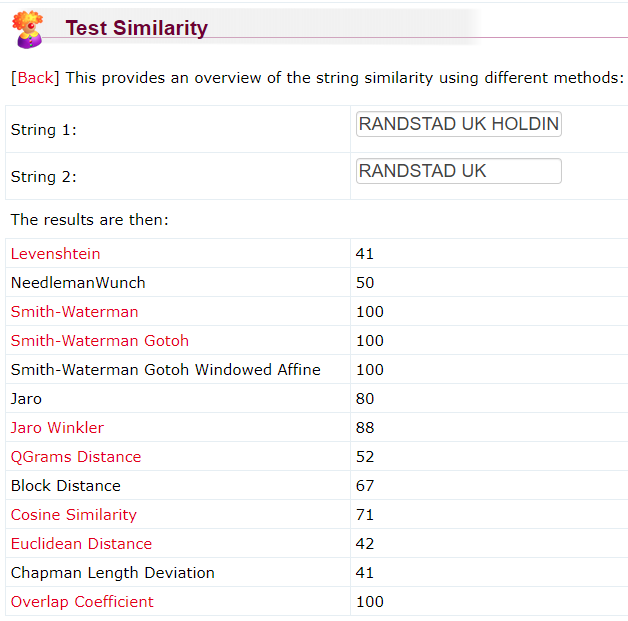 Test Similarity
[Back] This provides an overview of the string similarity using different methods:
String 1: RANDSTAD UK HOLDIN
String 2: RANDSTAD UK
The results are then:
Levenshtein 41
NeedlemanWunch 50
Smith-Waterman 100
Smith-Waterman Gotoh 100
Smith-Waterman Gotoh Windowed Affine 100
Jaro 80
Jaro Winkler 88
QGrams Distance 52
Block Distance 67
Cosine Similarity 71
Euclidean Distance 42
Chapman Length Deviation 41
Overlap Coefficient 100